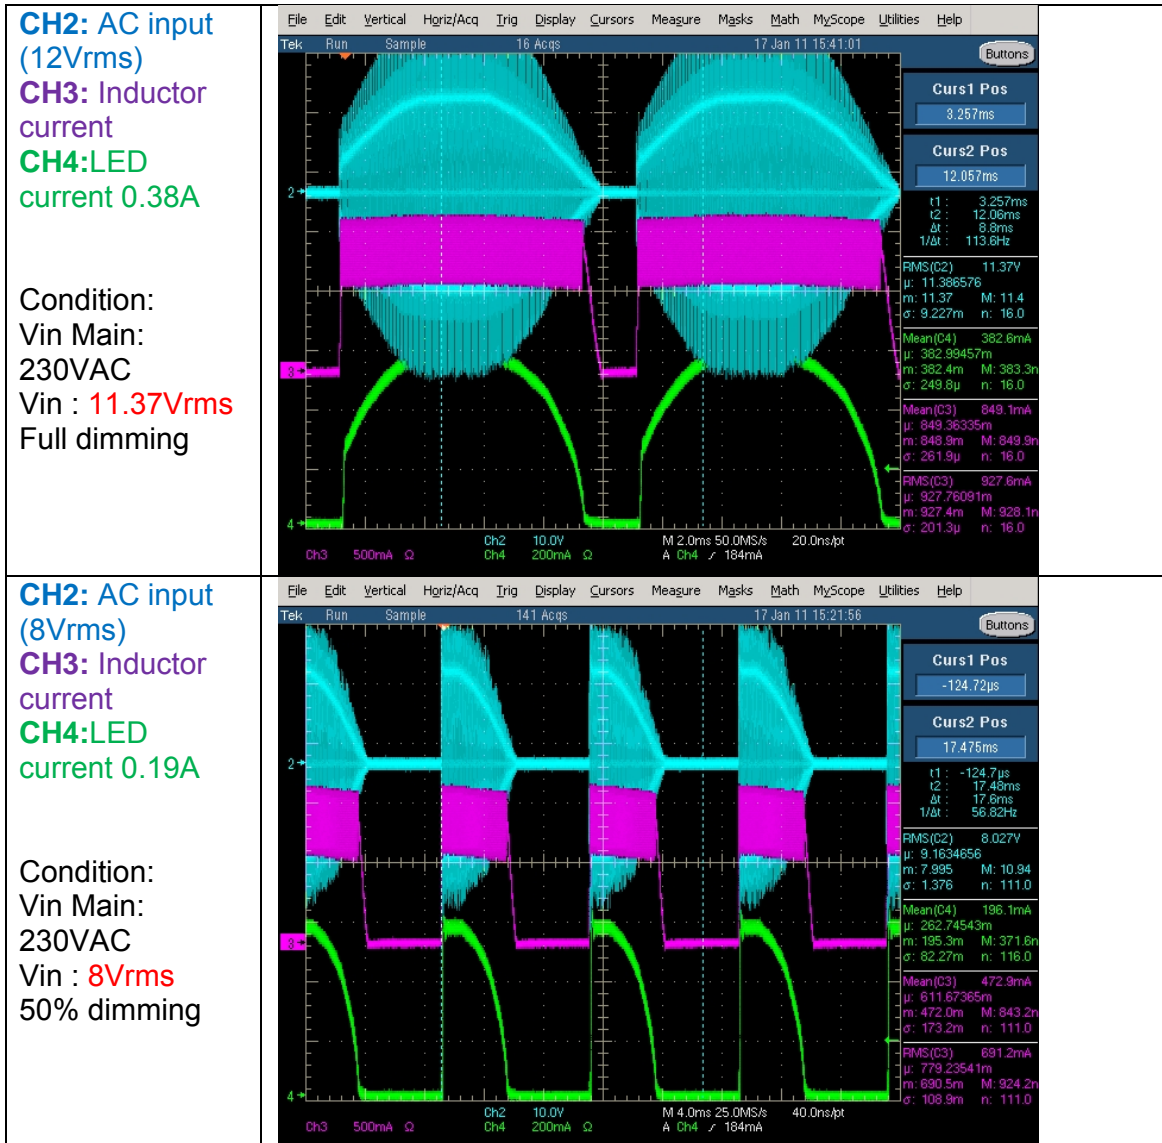 CH2: AC input
(12Vrms)
CH3: Inductor
current
CH4:LED
current 0.38A
Condition:
Vin Main:
230VAC
Vin : 11.37Vrms
Full dimming
File Edit Vertical Horiz/Acq Trig Display Cursors Measure Masks Math MyScope Utilities Help
Tek Run Sample 16 Acqs 17 Jan 11 15:41:01
Buttons
Curs1 Pos
3.257ms
Curs2 Pos
12.057ms
t1 : 3.257ms
t2 : 12.06ms
Δt : 8.8ms
1/Δt : 113.6Hz
RMS(C2) 11.37V
µ: 11.386576
m: 11.37 M: 11.4
σ: 9.227m n: 16.0
Mean(C4) 382.6mA
µ: 382.99457m
m: 382.4m M: 383.3m
σ: 249.8µ n: 16.0
Mean(C3) 849.1mA
µ: 849.36335m
m: 848.9m M: 849.9m
σ: 261.9µ n: 16.0
RMS(C3) 927.6mA
µ: 927.76091m
m: 927.4m M: 928.1m
σ: 201.3µ n: 16.0
2
3
4
Ch2 10.0V M 2.0ms 50.0MS/s 20.0ns/pt
Ch3 500mA Ω Ch4 200mA Ω A Ch4 / 184mA
CH2: AC input
(8Vrms)
CH3: Inductor
current
CH4:LED
current 0.19A
Condition:
Vin Main:
230VAC
Vin : 8Vrms
50% dimming
File Edit Vertical Horiz/Acq Trig Display Cursors Measure Masks Math MyScope Utilities Help
Tek Run Sample 141 Acqs 17 Jan 11 15:21:56
Buttons
Curs1 Pos
-124.72µs
Curs2 Pos
17.475ms
t1 : -124.7µs
t2 : 17.48ms
Δt : 17.6ms
1/Δt : 56.82Hz
RMS(C2) 8.027V
µ: 9.1634656
m: 7.995 M: 10.94
σ: 1.376 n: 111.0
Mean(C4) 196.1mA
µ: 262.74543m
m: 195.3m M: 371.6m
σ: 82.27m n: 116.0
Mean(C3) 472.9mA
µ: 611.67365m
m: 472.0m M: 843.2m
σ: 173.2m n: 111.0
RMS(C3) 691.2mA
µ: 779.23541m
m: 690.5m M: 924.2m
σ: 108.9m n: 111.0
2
3
4
Ch2 10.0V M 4.0ms 25.0MS/s 40.0ns/pt
Ch3 500mA Ω Ch4 200mA Ω A Ch4 / 184mA